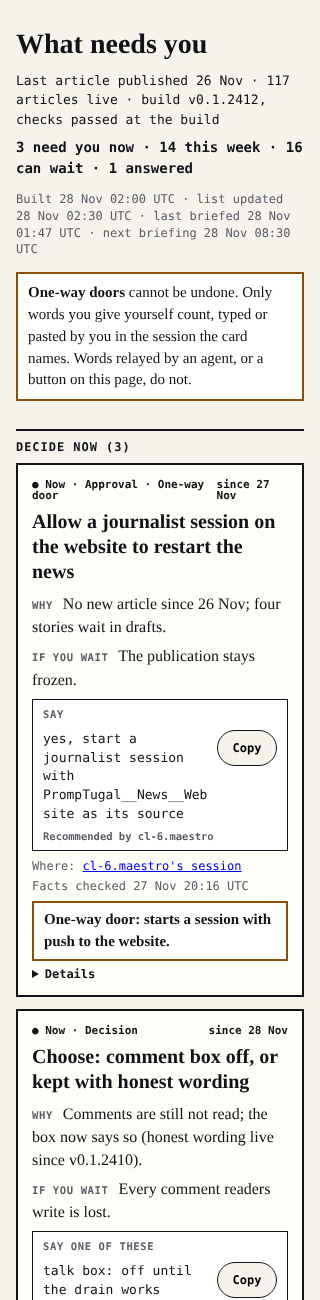 What needs you
Last article published 26 Nov · 117
articles live · build v0.1.2412,
checks passed at the build
3 need you now · 14 this week · 16
can wait · 1 answered
Built 28 Nov 02:00 UTC · list updated
28 Nov 02:30 UTC · last briefed 28 Nov
01:47 UTC · next briefing 28 Nov 08:30
UTC
One-way doors cannot be undone. Only
words you give yourself count, typed or
pasted by you in the session the card
names. Words relayed by an agent, or a
button on this page, do not.
DECIDE NOW (3)
● Now · Approval · One-way door since 27 Nov
Allow a journalist session on
the website to restart the
news
WHY No new article since 26 Nov; four
stories wait in drafts.
IF YOU WAIT The publication stays
frozen.
SAY
yes, start a
journalist session
with
PrompTugal__News__Web
site as its source
Copy
Recommended by cl-6.maestro
Where: cl-6.maestro's session
Facts checked 27 Nov 20:16 UTC
One-way door: starts a session with
push to the website.
▶ Details
● Now · Decision since 28 Nov
Choose: comment box off, or
kept with honest wording
WHY Comments are still not read; the
box now says so (honest wording live
since v0.1.2410).
IF YOU WAIT Every comment readers
write is lost.
SAY ONE OF THESE
talk box: off until
the drain works
Copy